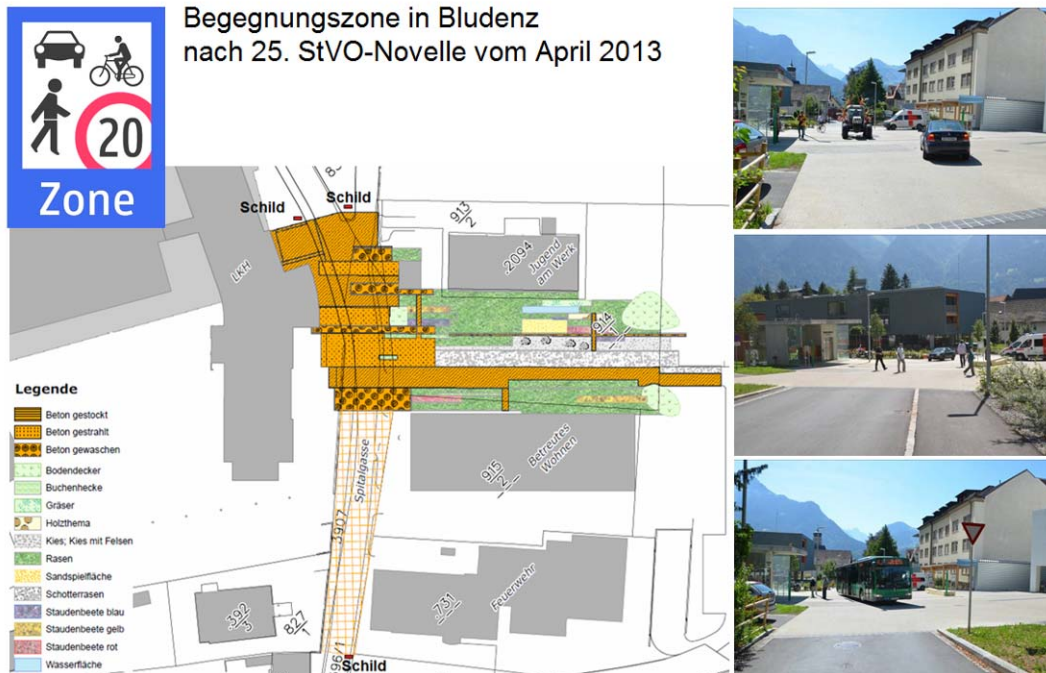 Begegnungszone in Bludenz
nach 25. StVO-Novelle vom April 2013
20
Zone
Schild
Schild
913
2
2094
Jugend
am Werk
LKH
914
1
Legende
Beton gestockt
Beton gestrahlt
Beton gewaschen
Bodendecker
Buchenhecke
Gräser
Holzthema
Kies; Kies mit Felsen
Rasen
Sandspielfläche
Schotterrasen
Staudenbeete blau
Staudenbeete gelb
Staudenbeete rot
Wasserfläche
Spitalgasse
3907
915
2
Betreutes
Wohnen
392
3
827
1
731
Feuerwehr
Schild